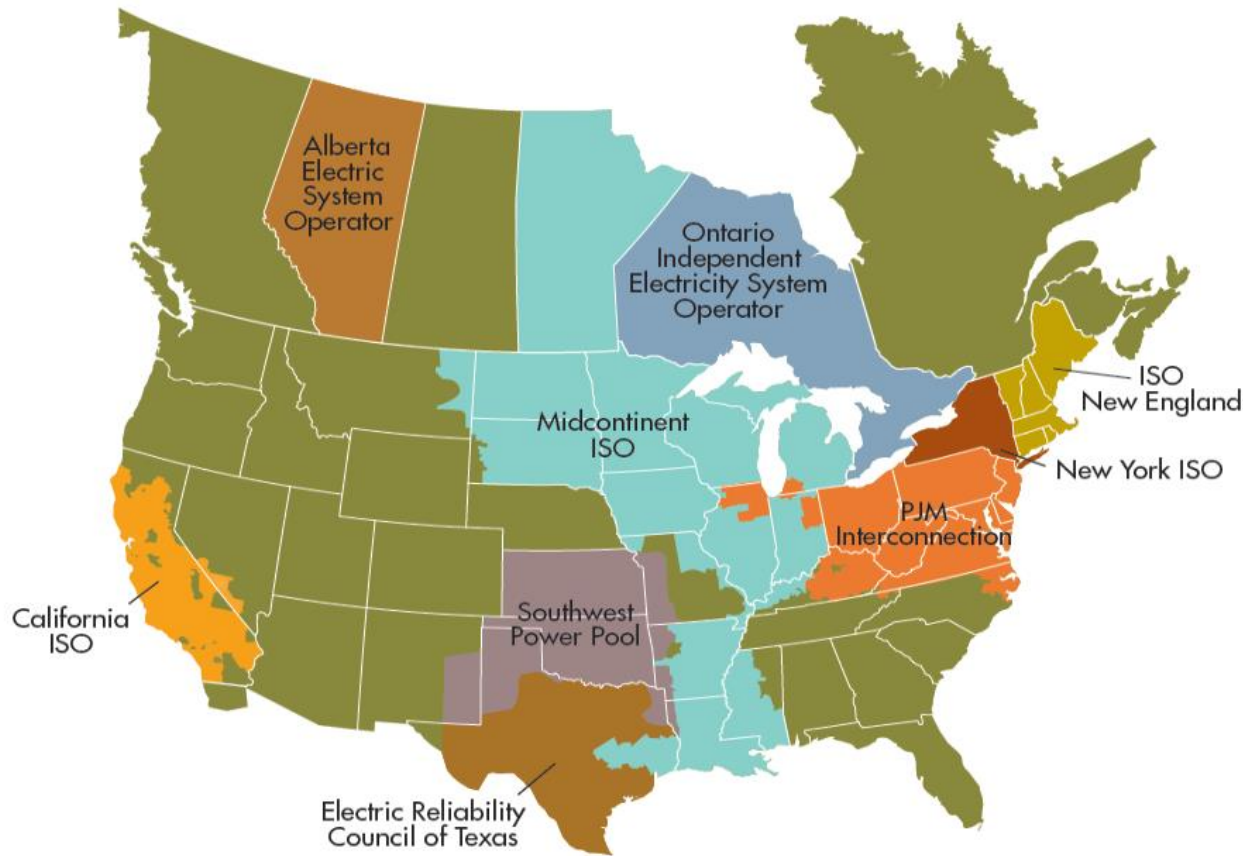 Alberta
Electric
System
Operator
Ontario
Independent
Electricity System
Operator
Midcontinent
ISO
ISO
New England
New York ISO
PJM
Interconnection
California
ISO
Southwest
Power Pool
Electric Reliability
Council of Texas